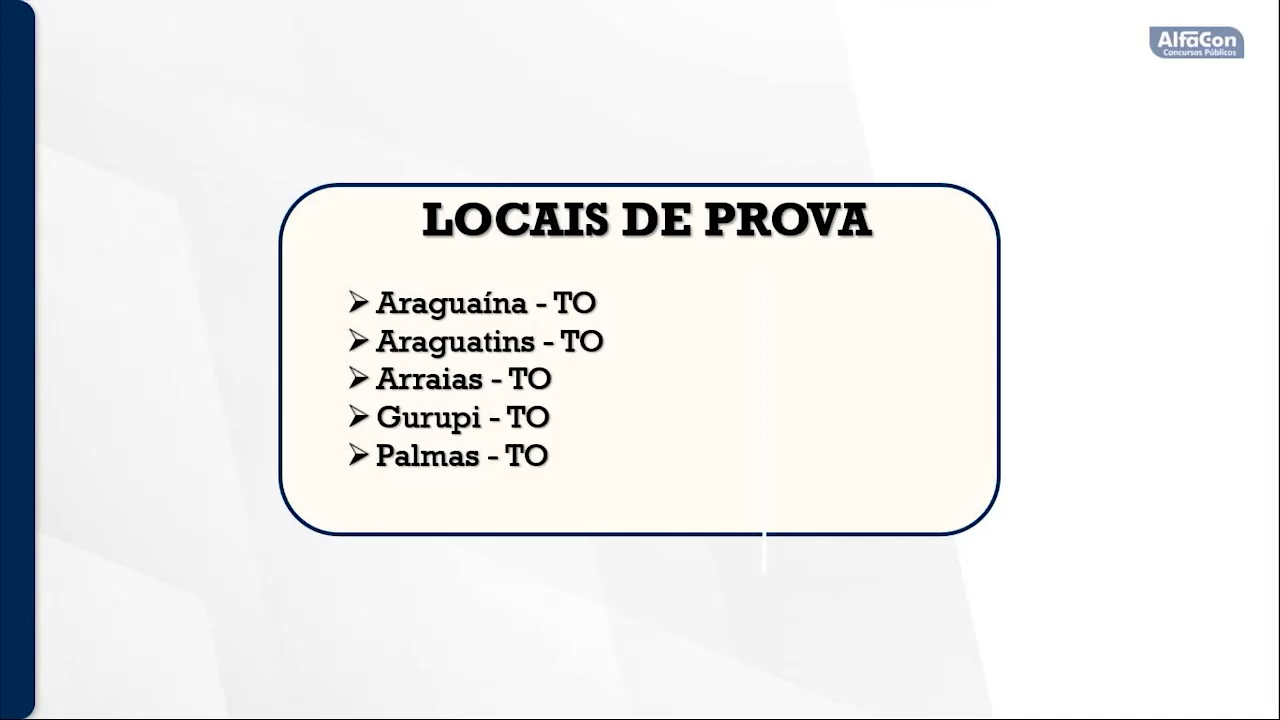 AlfaCon
Concursos Públicos
LOCAIS DE PROVA
➢ Araguaína - TO
➢ Araguatins - TO
➢ Arraias - TO
➢ Gurupi - TO
➢ Palmas - TO